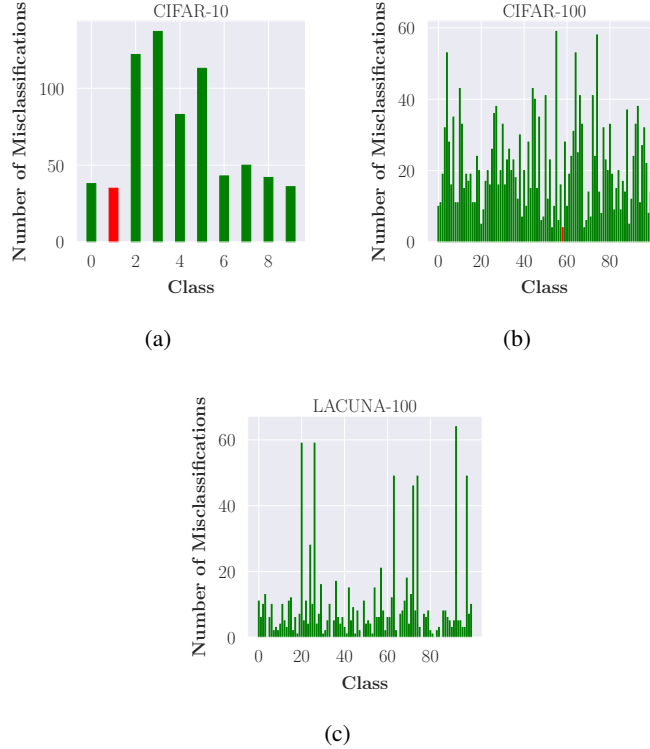 CIFAR-10
Number of Misclassifications
100
50
0
0 2 4 6 8
Class
(a)
CIFAR-100
Number of Misclassifications
60
40
20
0
0 20 40 60 80
Class
(b)
LACUNA-100
Number of Misclassifications
60
40
20
0
0 20 40 60 80
Class
(c)